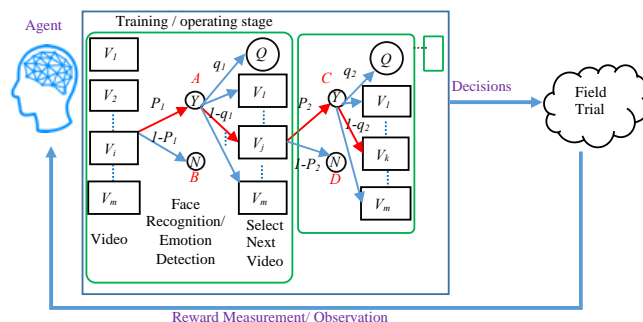 Agent
Training / operating stage
V1
V2
Vi
Vm
Video
P1
1-P1
A
Y
N
B
Face
Recognition/
Emotion
Detection
q1
1-q1
Q
V1
Vj
Vm
Select
Next
Video
P2
1-P2
C
Y
N
D
q2
1-q2
Q
V1
Vk
Vm
Decisions
Field
Trial
Reward Measurement/ Observation